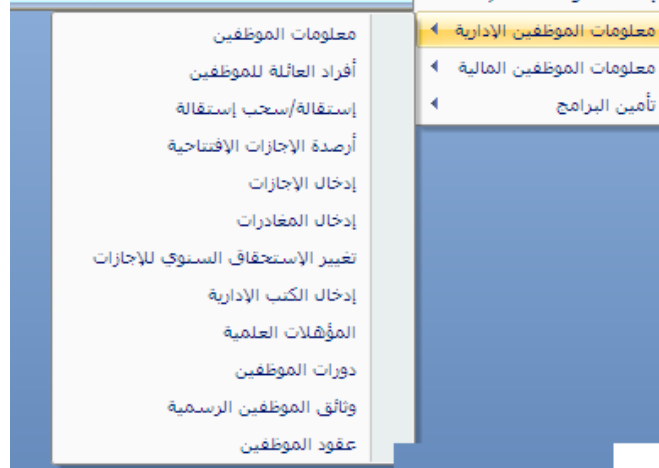 معلومات الموظفين الإدارية
معلومات الموظفين المالية
تأمين البرامج
معلومات الموظفين
أفراد العائلة للموظفين
إستقالة/سحب إستقالة
أرصدة الإجازات الإفتتاحية
إدخال الإجازات
إدخال المغادرات
تغيير الإستحقاق السنوي للإجازات
إدخال الكتب الإدارية
المؤهلات العلمية
دورات الموظفين
وثائق الموظفين الرسمية
عقود الموظفين